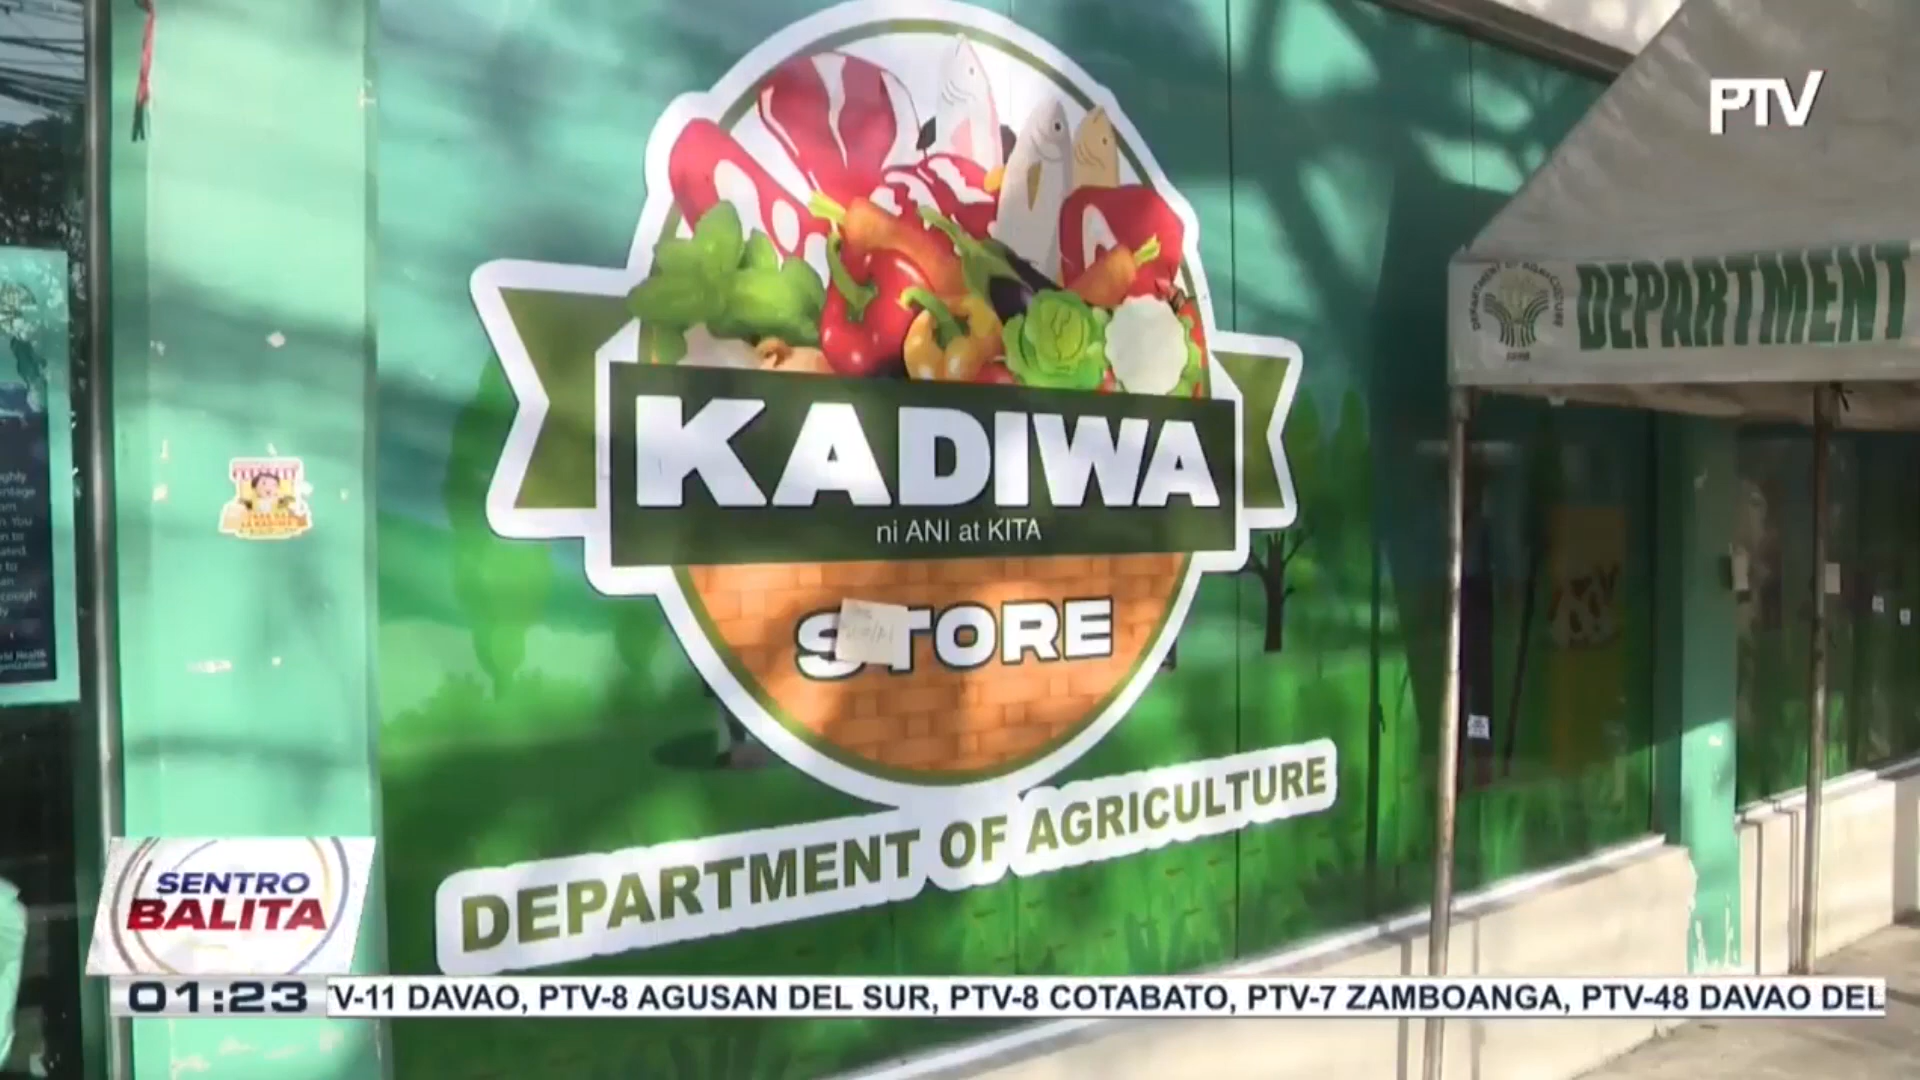 PTV
DEPARTMENT
KADIWA
ni ANI at KITA
STORE
DEPARTMENT OF AGRICULTURE
SENTRO
BALITA
01:23
V-11 DAVAO, PTV-8 AGUSAN DEL SUR, PTV-8 COTABATO, PTV-7 ZAMBOANGA, PTV-48 DAVAO DEL